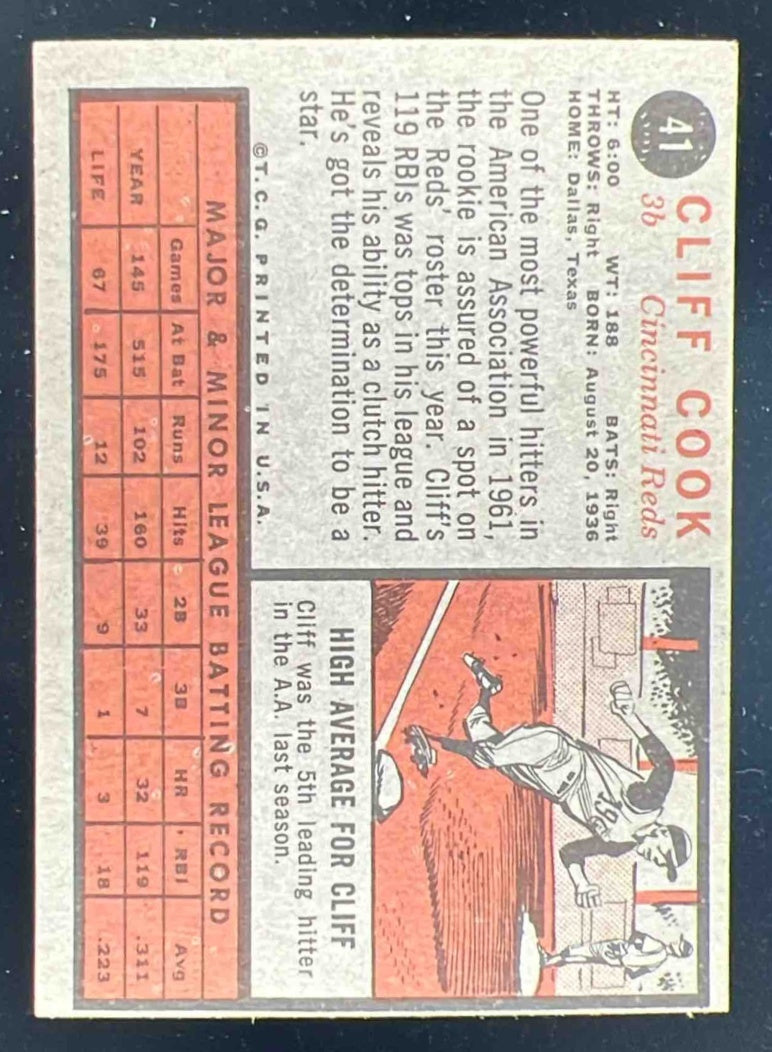 41
CLIFF COOK
3b Cincinnati Reds
HT: 6:00 WT: 188 BATS: Right
THROWS: Right BORN: August 20, 1936
HOME: Dallas, Texas
One of the most powerful hitters in
the American Association in 1961,
the rookie is assured of a spot on
the Reds' roster this year. Cliff's
119 RBIs was tops in his league and
reveals his ability as a clutch hitter.
He's got the determination to be a
star.
©T.C.G. PRINTED IN U.S.A.
19
HIGH AVERAGE FOR CLIFF
Cliff was the 5th leading hitter
in the A.A. last season.
MAJOR & MINOR LEAGUE BATTING RECORD
Games At Bat Runs Hits 2B 3B HR RBI Avg
YEAR 145 515 102 160 33 7 32 119 .311
LIFE 67 175 12 39 9 1 3 18 .223